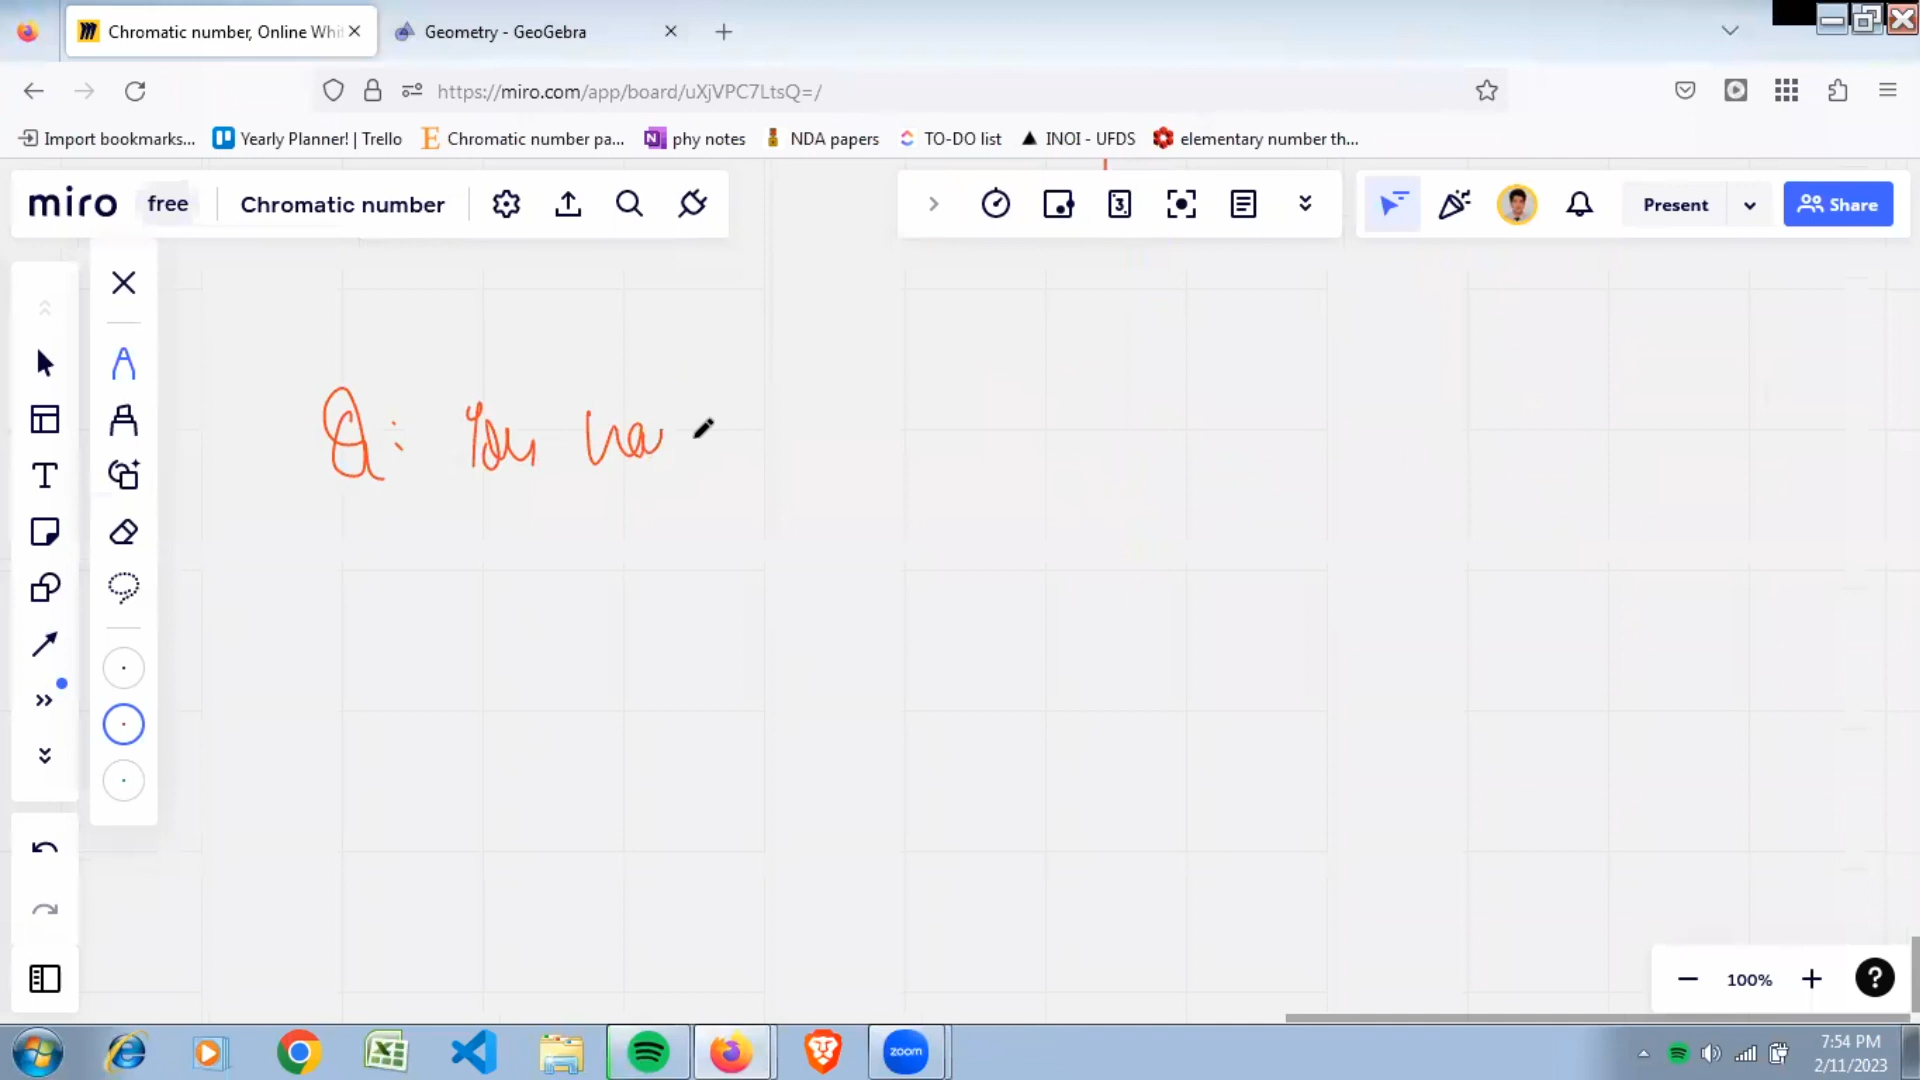 Chromatic number, Online Whi
Geometry - GeoGebra
https://miro.com/app/board/uXjVPC7LtsQ=/
Import bookmarks...
Yearly Planner! | Trello
Chromatic number pa...
phy notes
NDA papers
TO-DO list
INOI - UFDS
elementary number th...
miro
free
Chromatic number
3
Present
Share
Q: You ha
100%
?
zoom
7:54 PM
2/11/2023